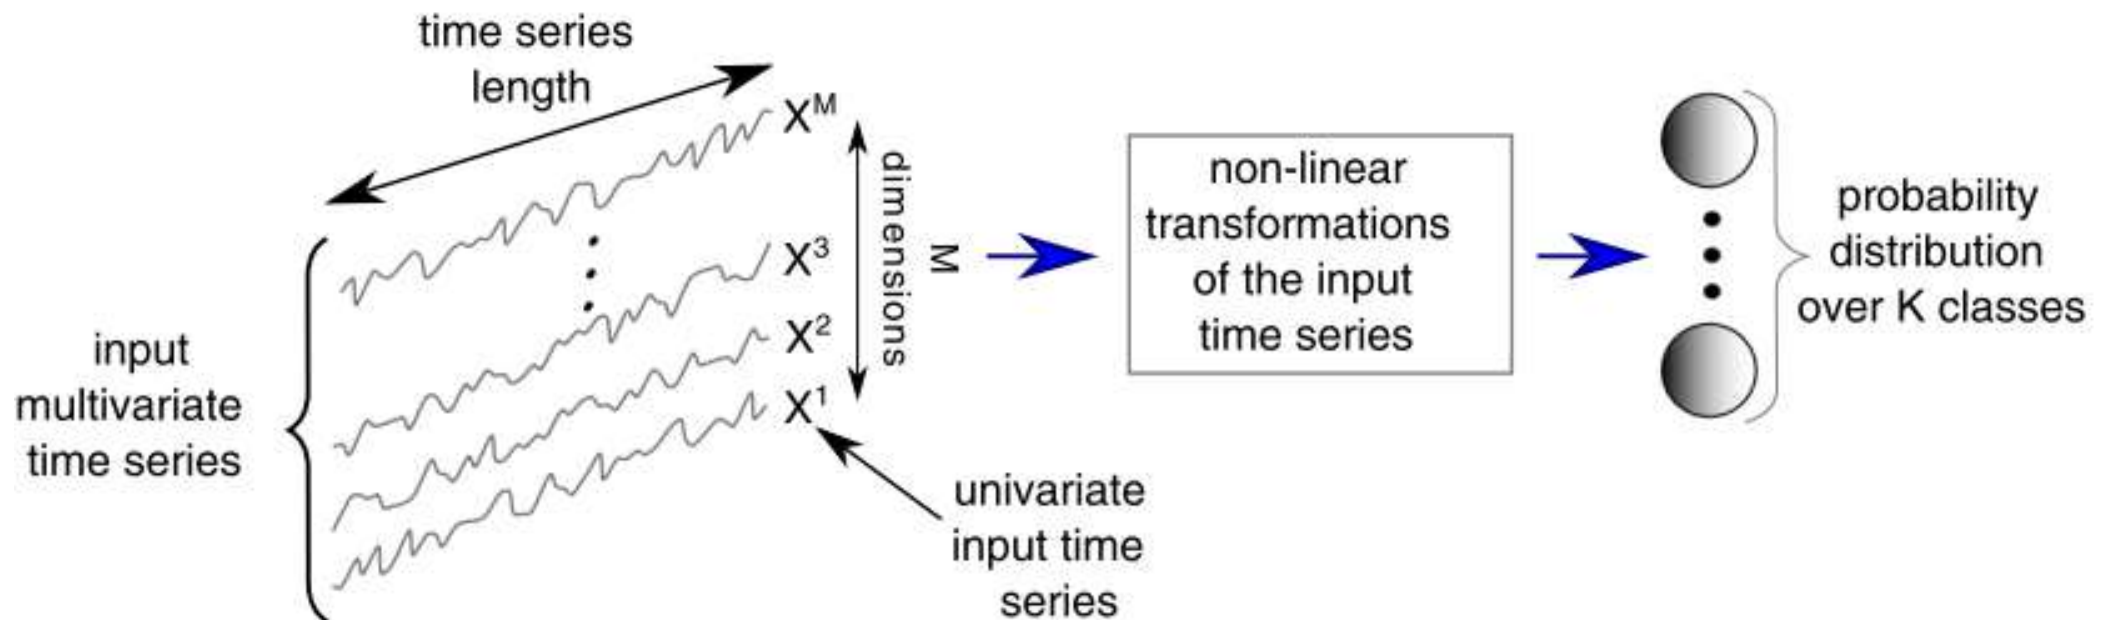 time series
length
X^M
X^3
X^2
X^1
dimensions
M
input
multivariate
time series
univariate
input time
series
non-linear
transformations
of the input
time series
probability
distribution
over K classes